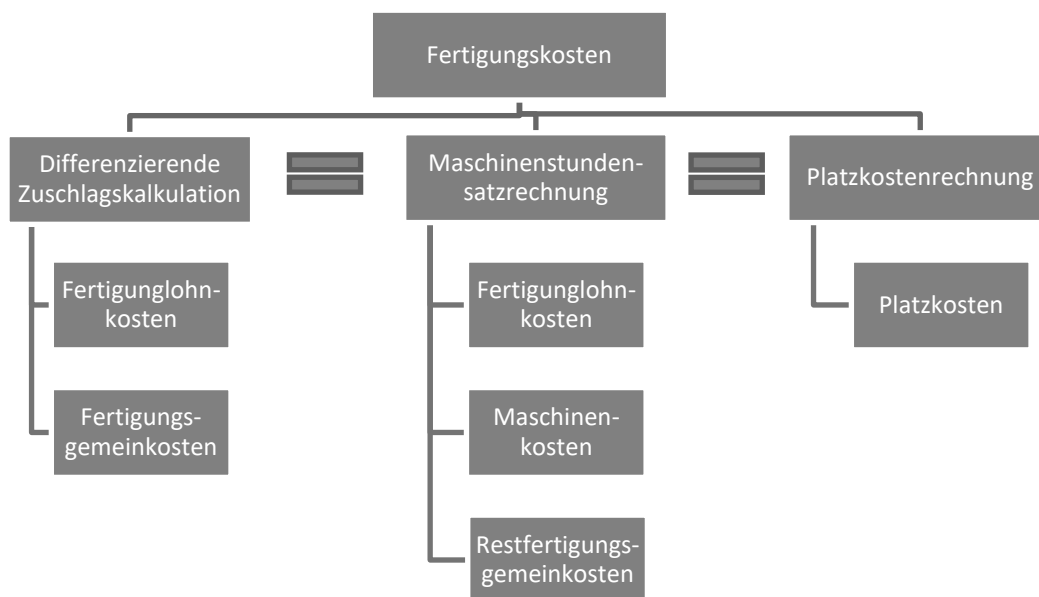 Fertigungskosten
Differenzierende
Zuschlagskalkulation
Maschinenstunden-
satzrechnung
Platzkostenrechnung
Fertigunglohn-
kosten
Fertigunglohn-
kosten
Platzkosten
Fertigungs-
gemeinkosten
Maschinen-
kosten
Restfertigungs-
gemeinkosten